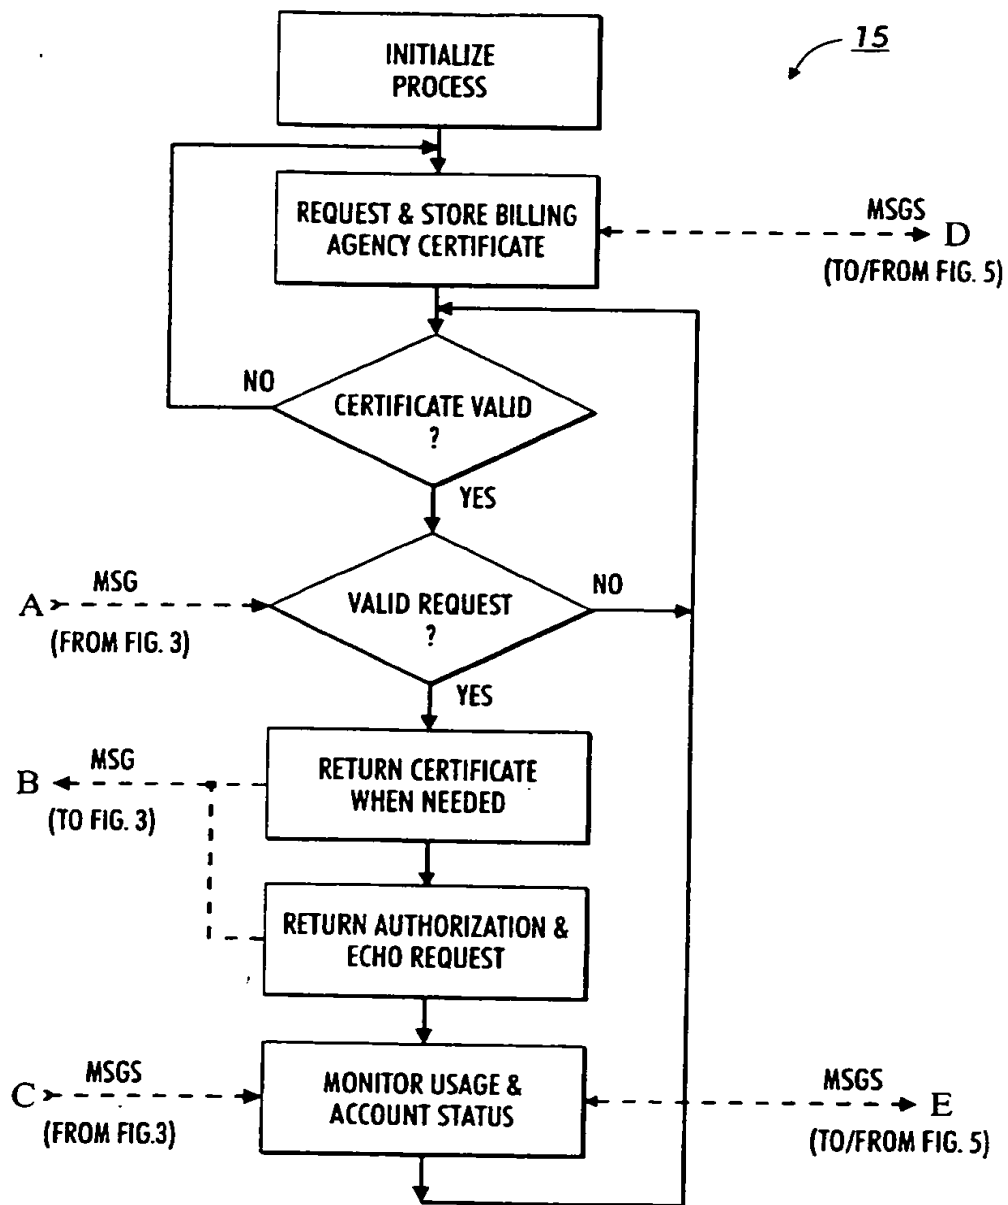 15
INITIALIZE
PROCESS
REQUEST & STORE BILLING
AGENCY CERTIFICATE
MSGS
D
(TO/FROM FIG. 5)
NO
CERTIFICATE VALID
?
YES
MSG
A
(FROM FIG. 3)
VALID REQUEST
?
NO
YES
MSG
B
(TO FIG. 3)
RETURN CERTIFICATE
WHEN NEEDED
RETURN AUTHORIZATION &
ECHO REQUEST
MSGS
C
(FROM FIG.3)
MONITOR USAGE &
ACCOUNT STATUS
MSGS
E
(TO/FROM FIG. 5)